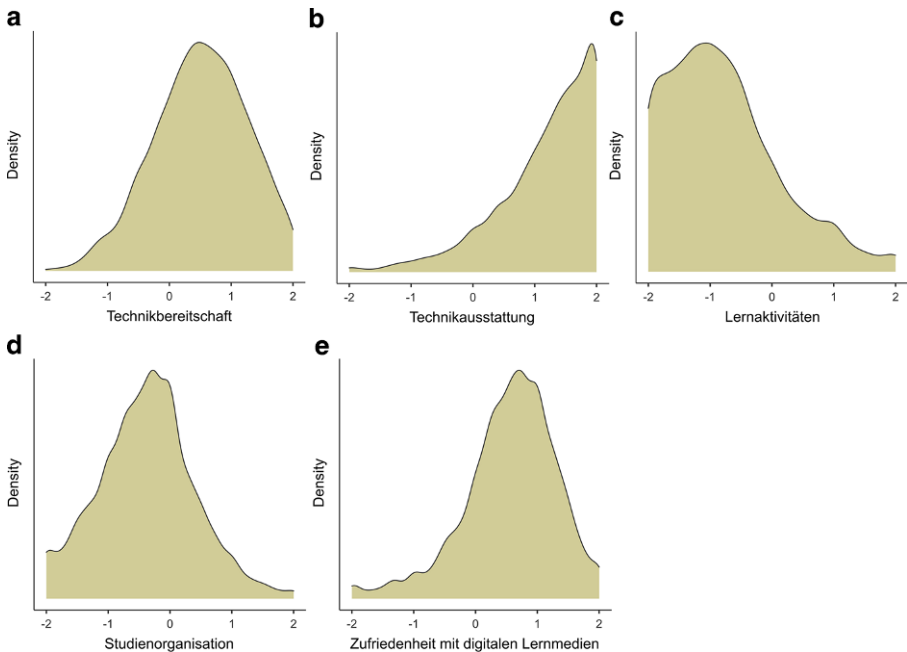 a
Density
-2 -1 0 1 2
Technikbereitschaft
b
Density
-2 -1 0 1 2
Technikausstattung
c
Density
-2 -1 0 1 2
Lernaktivitäten
d
Density
-2 -1 0 1 2
Studienorganisation
e
Density
-2 -1 0 1 2
Zufriedenheit mit digitalen Lernmedien